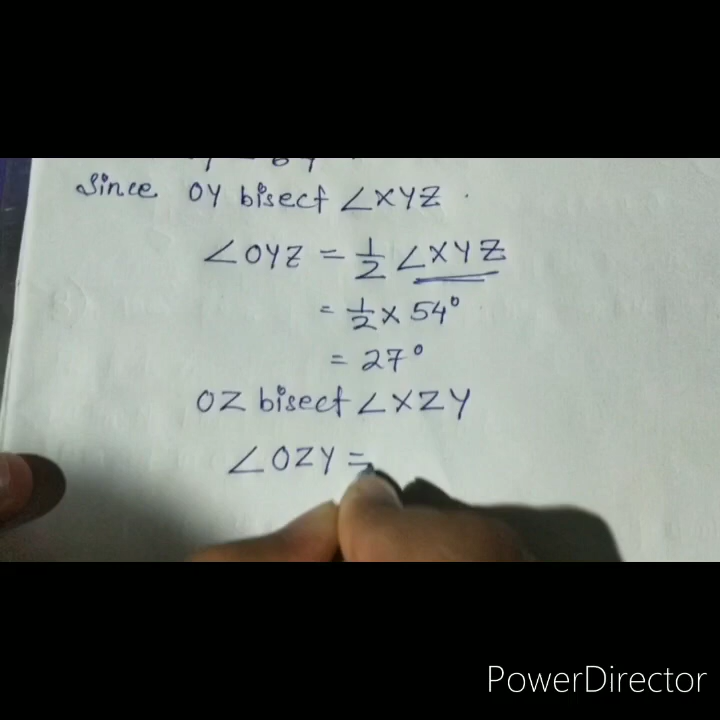 Since OY bisect ∠XYZ.
∠OYZ = 1/2 ∠XYZ
= 1/2 × 54°
= 27°
OZ bisect ∠XZY
∠OZY =
PowerDirector